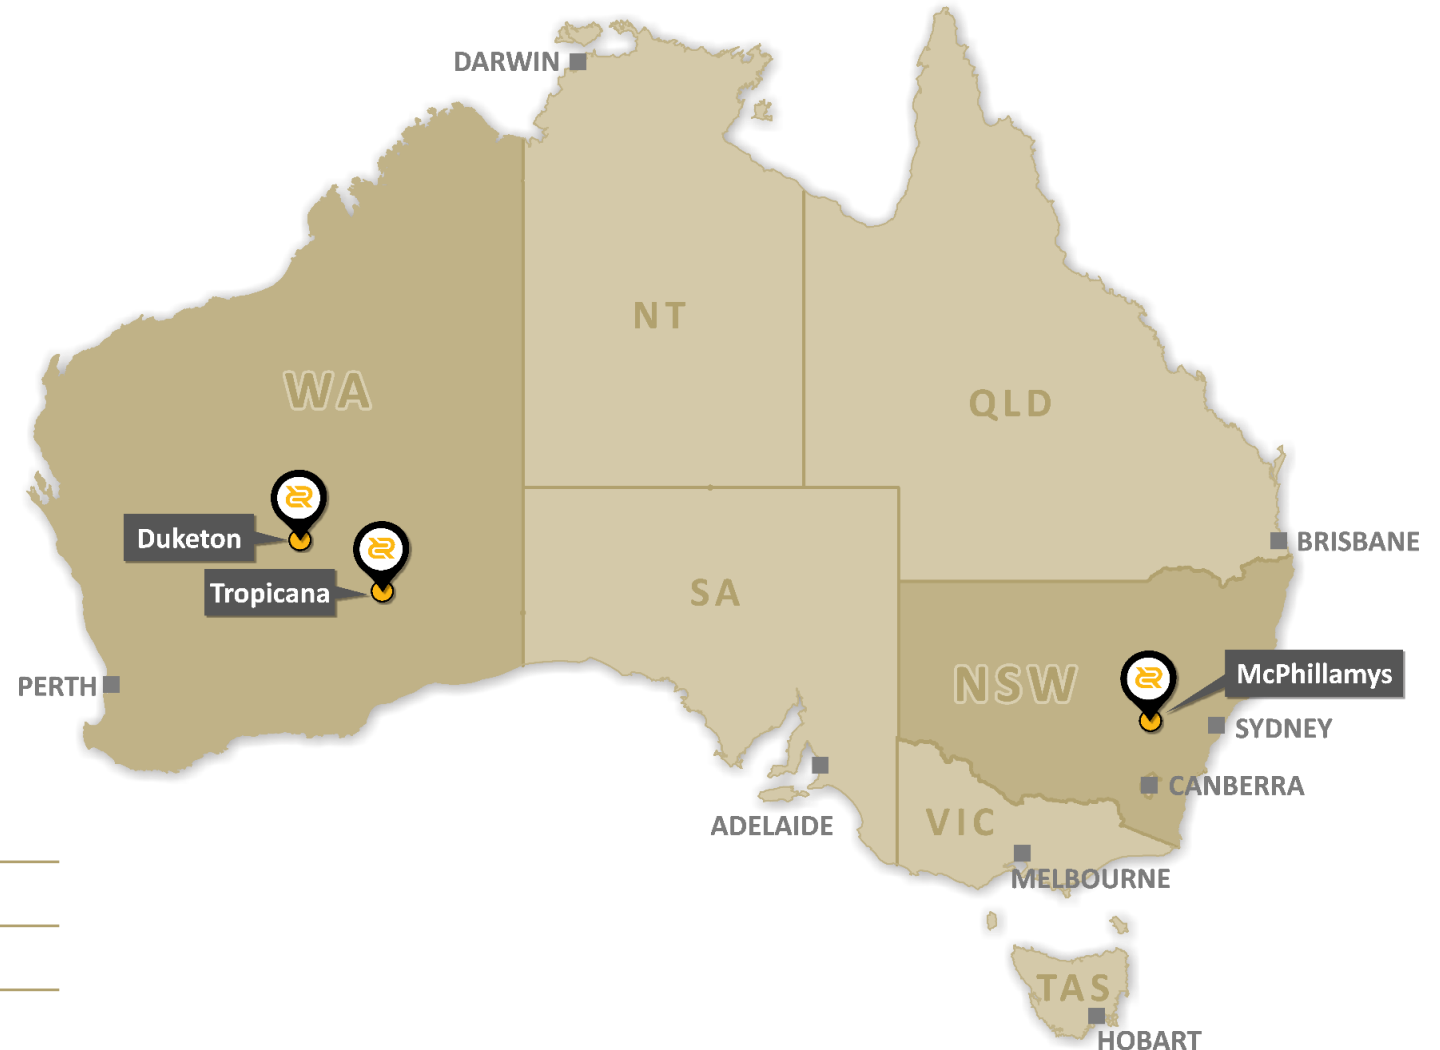 DARWIN
NT
WA
QLD
Duketon
BRISBANE
Tropicana
SA
McPhillamys
NSW
PERTH
SYDNEY
CANBERRA
ADELAIDE
VIC
MELBOURNE
TAS
HOBART